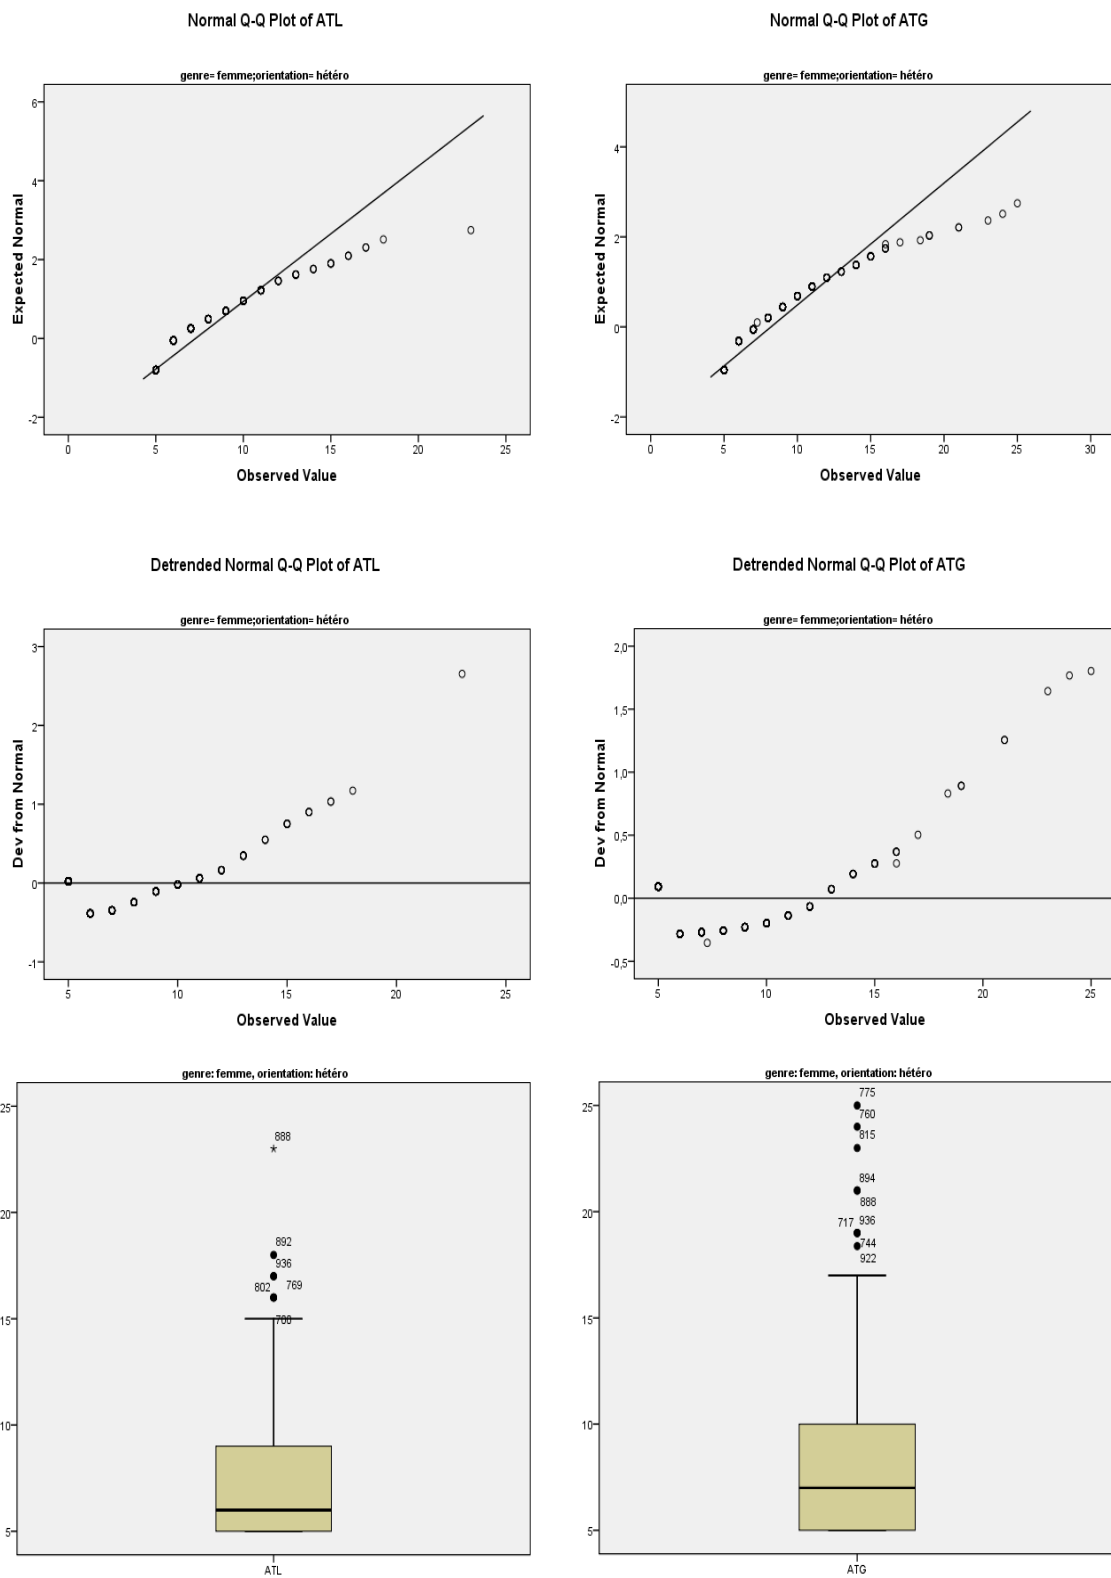 Normal Q-Q Plot of ATL
genre= femme;orientation= hétéro
Expected Normal
6
4
2
0
-2
0 5 10 15 20 25
Observed Value
Normal Q-Q Plot of ATG
genre= femme;orientation= hétéro
Expected Normal
4
2
0
-2
0 5 10 15 20 25 30
Observed Value
Detrended Normal Q-Q Plot of ATL
genre= femme;orientation= hétéro
Dev from Normal
3
2
1
0
-1
5 10 15 20 25
Observed Value
Detrended Normal Q-Q Plot of ATG
genre= femme;orientation= hétéro
Dev from Normal
2,0
1,5
1,0
0,5
0,0
-0,5
5 10 15 20 25
Observed Value
genre: femme, orientation: hétéro
25
20
15
10
5
888
892
936
802 769
700
ATL
genre: femme, orientation: hétéro
25
20
15
10
5
775
760
815
894
888
717 936
744
922
ATG